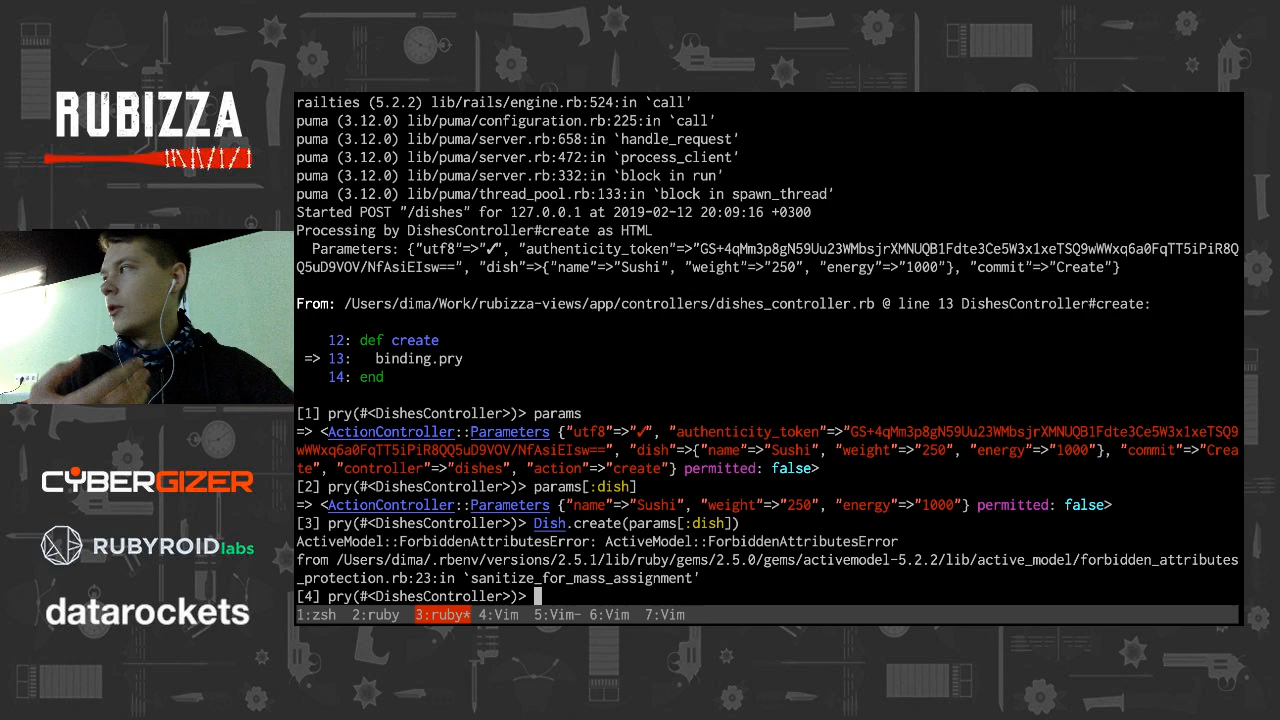 RUBIZZA
CYBERGIZER
RUBYROIDlabs
datarockets
railties (5.2.2) lib/rails/engine.rb:524:in `call'
puma (3.12.0) lib/puma/configuration.rb:225:in `call'
puma (3.12.0) lib/puma/server.rb:658:in `handle_request'
puma (3.12.0) lib/puma/server.rb:472:in `process_client'
puma (3.12.0) lib/puma/server.rb:332:in `block in run'
puma (3.12.0) lib/puma/thread_pool.rb:133:in `block in spawn_thread'
Started POST "/dishes" for 127.0.0.1 at 2019-02-12 20:09:16 +0300
Processing by DishesController#create as HTML
Parameters: {"utf8"=>"✓", "authenticity_token"=>"GS+4qMm3p8gN59Uu23WMbsjrXMNUQB1Fdte3Ce5W3x1xeTSQ9wWWxq6a0FqTT5iPiR8Q
Q5uD9VOV/NfAsiEIsw==", "dish"=>{"name"=>"Sushi", "weight"=>"250", "energy"=>"1000"}, "commit"=>"Create"}
From: /Users/dima/Work/rubizza-views/app/controllers/dishes_controller.rb @ line 13 DishesController#create:
12: def create
=> 13: binding.pry
14: end
[1] pry(#<DishesController>)> params
=> <ActionController::Parameters {"utf8"=>"✓", "authenticity_token"=>"GS+4qMm3p8gN59Uu23WMbsjrXMNUQB1Fdte3Ce5W3x1xeTSQ9
wWWxq6a0FqTT5iPiR8QQ5uD9VOV/NfAsiEIsw==", "dish"=>{"name"=>"Sushi", "weight"=>"250", "energy"=>"1000"}, "commit"=>"Crea
te", "controller"=>"dishes", "action"=>"create"} permitted: false>
[2] pry(#<DishesController>)> params[:dish]
=> <ActionController::Parameters {"name"=>"Sushi", "weight"=>"250", "energy"=>"1000"} permitted: false>
[3] pry(#<DishesController>)> Dish.create(params[:dish])
ActiveModel::ForbiddenAttributesError: ActiveModel::ForbiddenAttributesError
from /Users/dima/.rbenv/versions/2.5.1/lib/ruby/gems/2.5.0/gems/activemodel-5.2.2/lib/active_model/forbidden_attributes
_protection.rb:23:in `sanitize_for_mass_assignment'
[4] pry(#<DishesController>)>
1:zsh 2:ruby 3:ruby* 4:Vim 5:Vim- 6:Vim 7:Vim